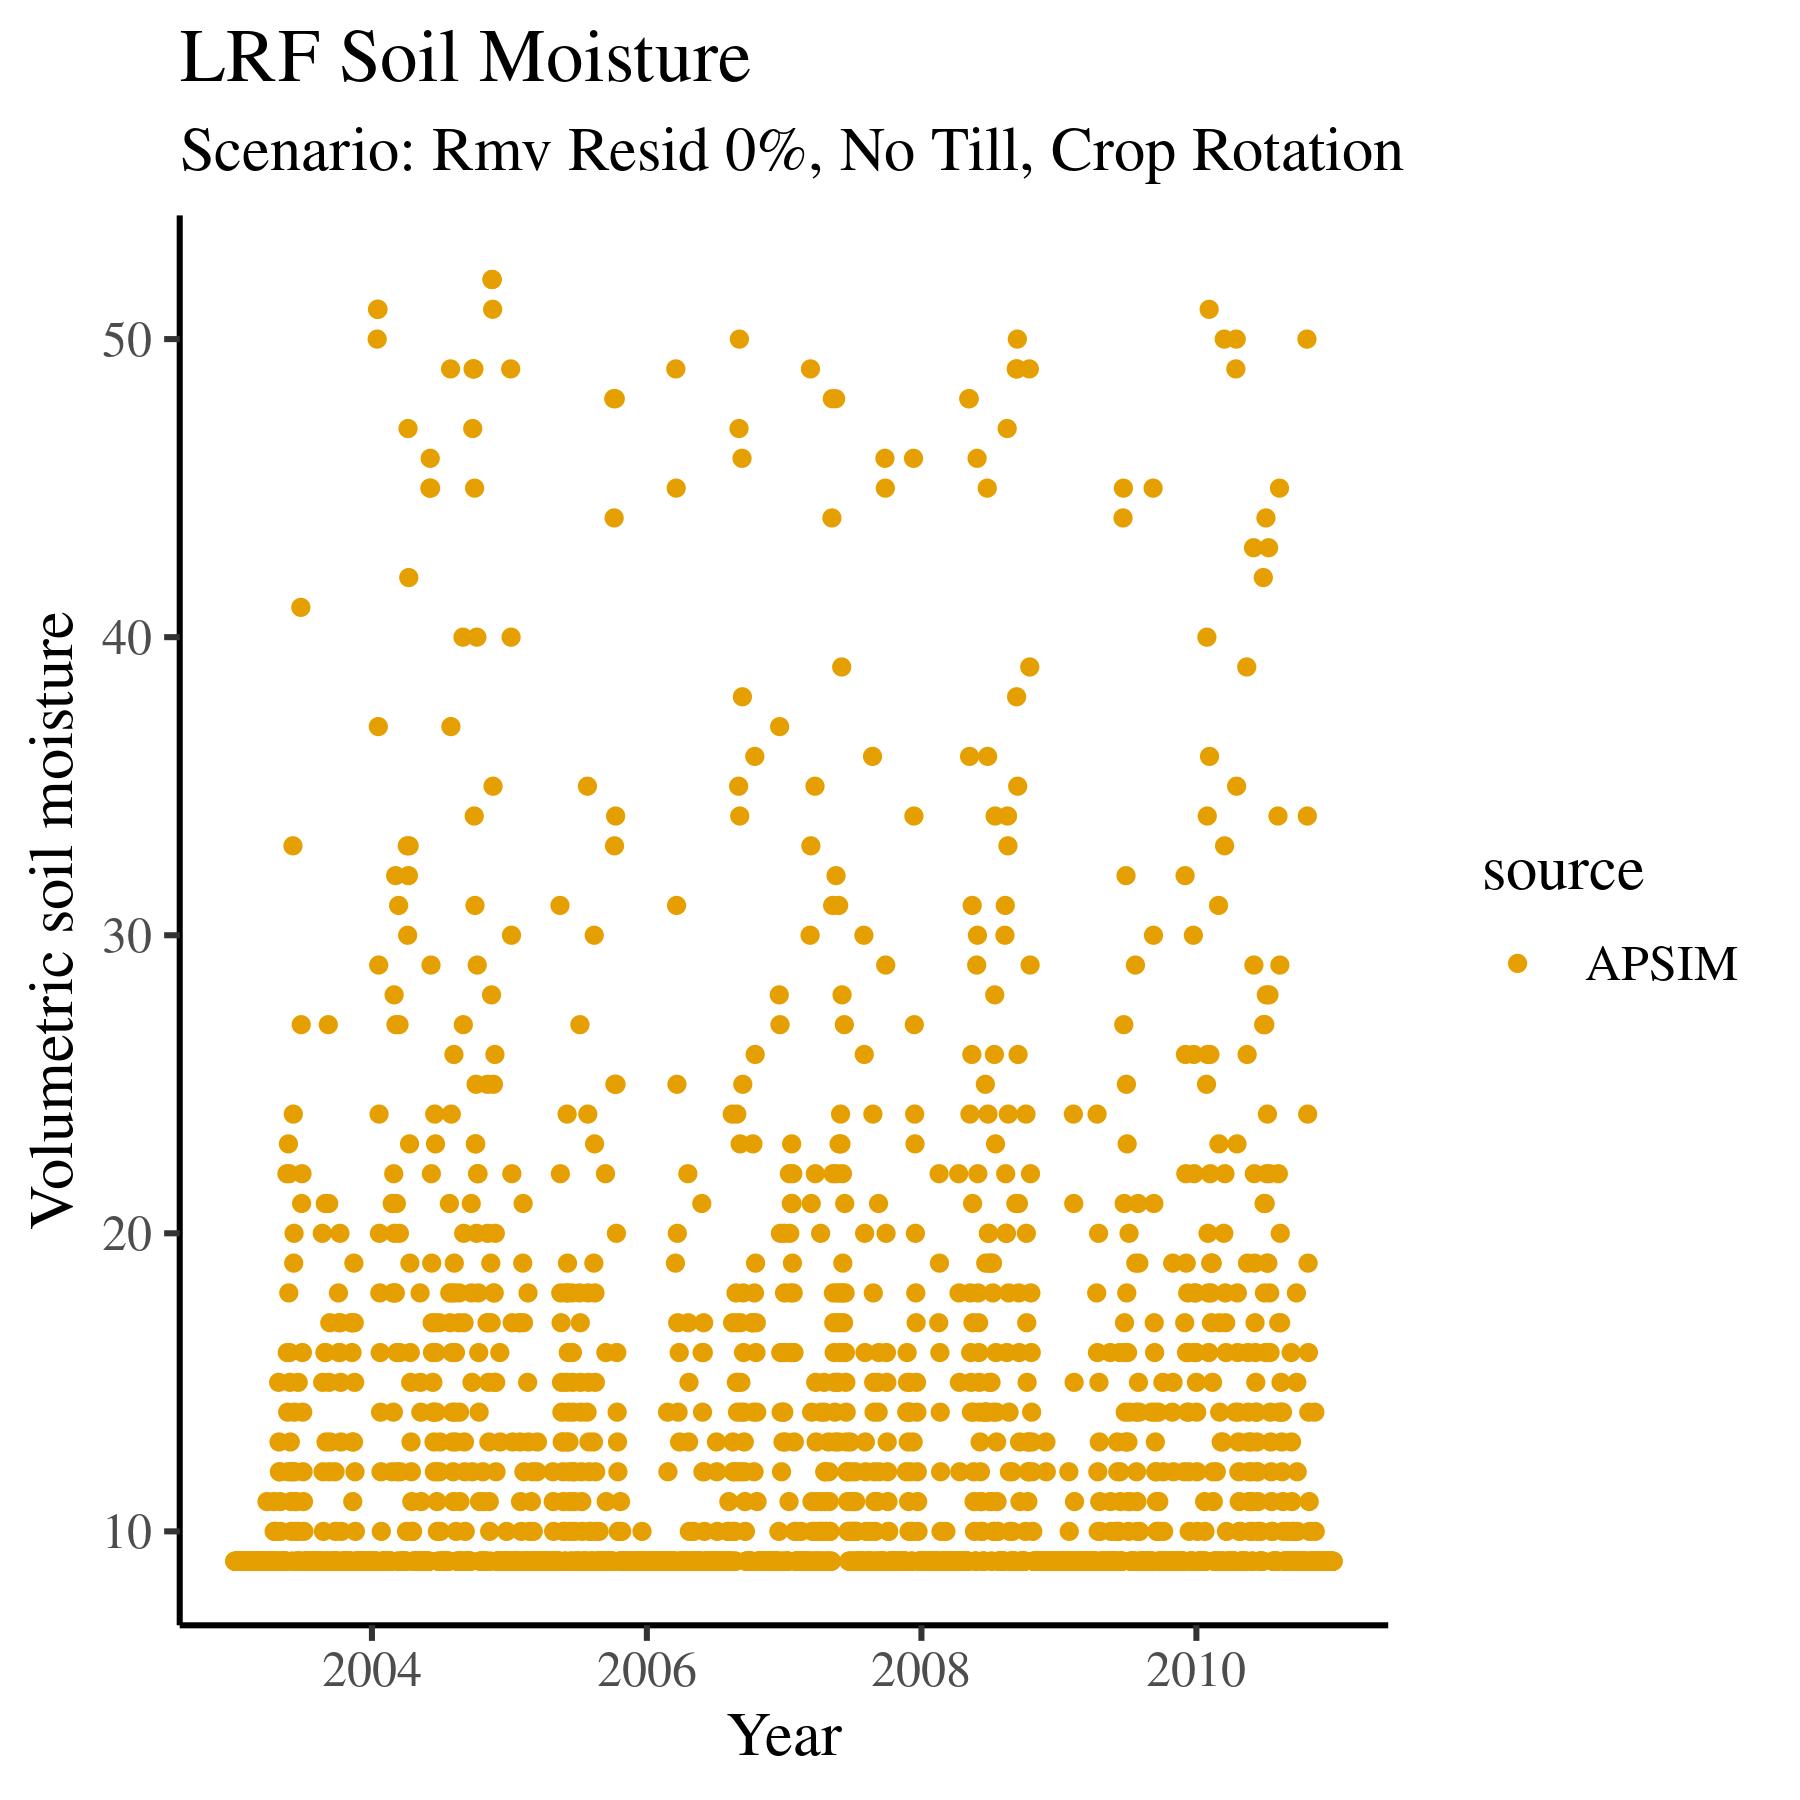 LRF Soil Moisture
Scenario: Rmv Resid 0%, No Till, Crop Rotation
Volumetric soil moisture
50
40
30
20
10
2004 2006 2008 2010
Year
source
APSIM